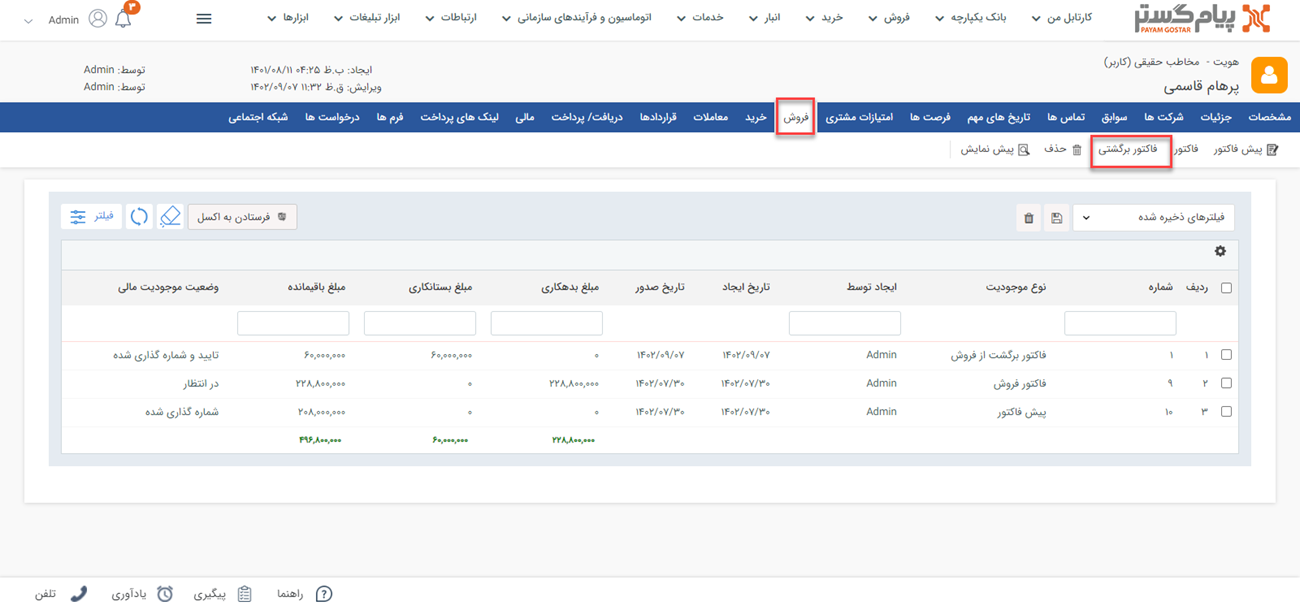 پیام گستر کارتابل من بانک یکپارچه فروش خرید انبار خدمات اتوماسیون و فرآیندهای سازمانی ارتباطات ابزار تبلیغات ابزارها ۳ Admin
PAYAM GOSTAR
هویت - مخاطب حقیقی (کاربر)
ایجاد: ب.ظ ۰۴:۲۵ ۱۴۰۱/۰۸/۱۱ توسط: Admin
پرهام قاسمی
ویرایش: ق.ظ ۱۱:۳۲ ۱۴۰۲/۰۹/۰۷ توسط: Admin
مشخصات جزئیات شرکت ها سوابق تماس ها تاریخ های مهم فرصت ها امتیازات مشتری فروش خرید معاملات دریافت/ پرداخت قراردادها مالی لینک های پرداخت فرم ها درخواست ها شبکه اجتماعی
پیش فاکتور فاکتور فاکتور برگشتی حذف پیش نمایش
فیلترهای ذخیره شده فرستادن به اکسل فیلتر
ردیف شماره نوع موجودیت ایجاد توسط تاریخ ایجاد تاریخ صدور مبلغ بدهکاری مبلغ بستانکاری مبلغ باقیمانده وضعیت موجودیت مالی
۱ ۱ فاکتور برگشت از فروش Admin ۱۴۰۲/۰۹/۰۷ ۱۴۰۲/۰۹/۰۷ ۰ ۶۰,۰۰۰,۰۰۰ ۶۰,۰۰۰,۰۰۰ تایید و شماره گذاری شده
۲ ۹ فاکتور فروش Admin ۱۴۰۲/۰۷/۳۰ ۱۴۰۲/۰۷/۳۰ ۲۲۸,۸۰۰,۰۰۰ ۰ ۲۲۸,۸۰۰,۰۰۰ در انتظار
۳ ۱۰ پیش فاکتور Admin ۱۴۰۲/۰۷/۳۰ ۱۴۰۲/۰۷/۳۰ ۰ ۰ ۲۰۸,۰۰۰,۰۰۰ شماره گذاری شده
۲۲۸,۸۰۰,۰۰۰ ۶۰,۰۰۰,۰۰۰ ۴۹۶,۸۰۰,۰۰۰
راهنما پیگیری یادآوری تلفن